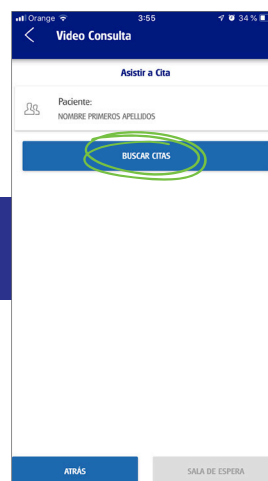 Orange 3:55 34 %
Video Consulta
Asistir a Cita
Paciente:
NOMBRE PRIMEROS APELLIDOS
BUSCAR CITAS
ATRÁS SALA DE ESPERA